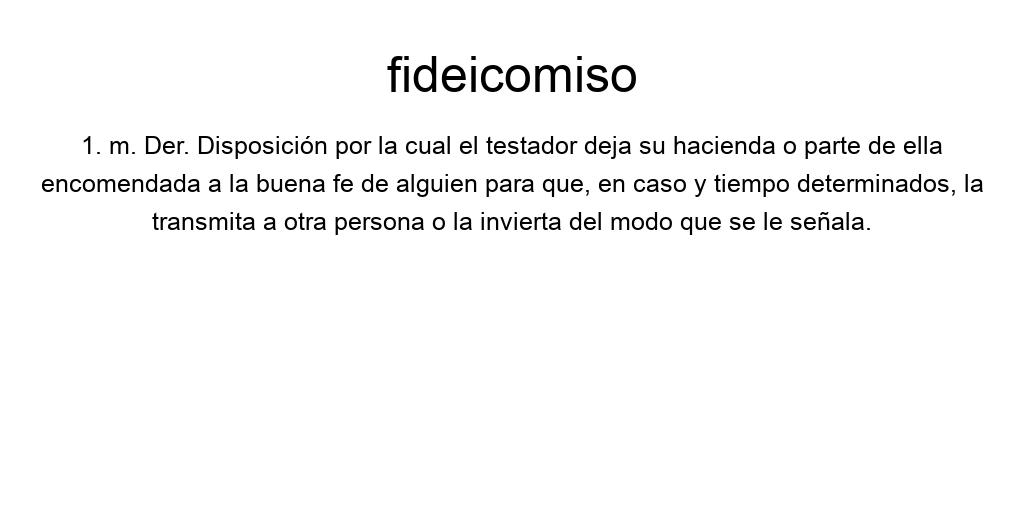 fideicomiso
1. m. Der. Disposición por la cual el testador deja su hacienda o parte de ella
encomendada a la buena fe de alguien para que, en caso y tiempo determinados, la
transmita a otra persona o la invierta del modo que se le señala.